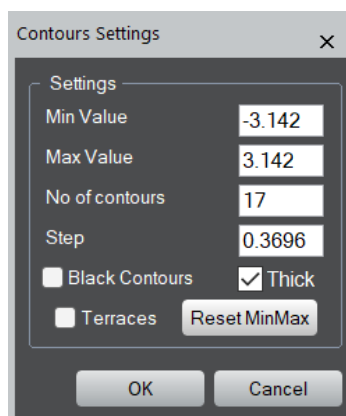 Contours Settings
Settings
Min Value -3.142
Max Value 3.142
No of contours 17
Step 0.3696
Black Contours Thick
Terraces Reset MinMax
OK Cancel